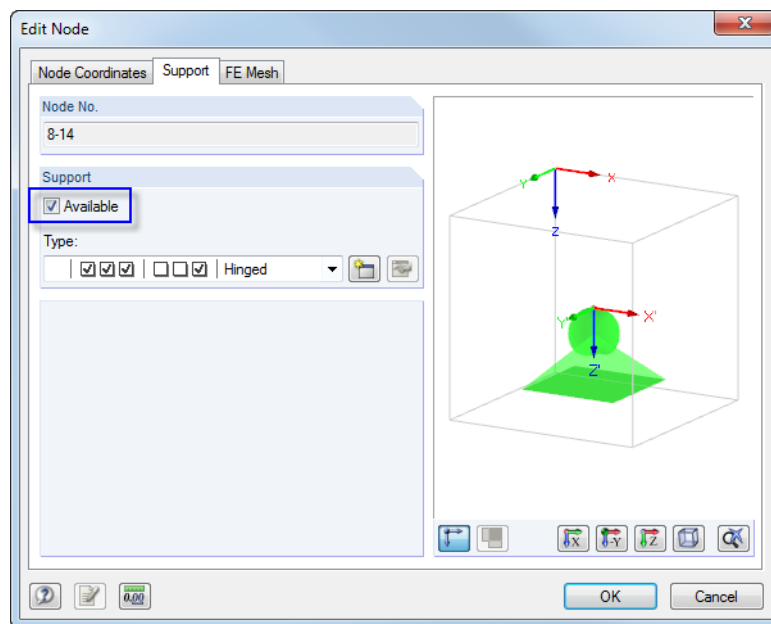 Edit Node
Node Coordinates Support FE Mesh
Node No.
8-14
Support
Available
Type:
Hinged
Y X
Z
Y' X'
Z'
X -Y Z
0.00
OK Cancel